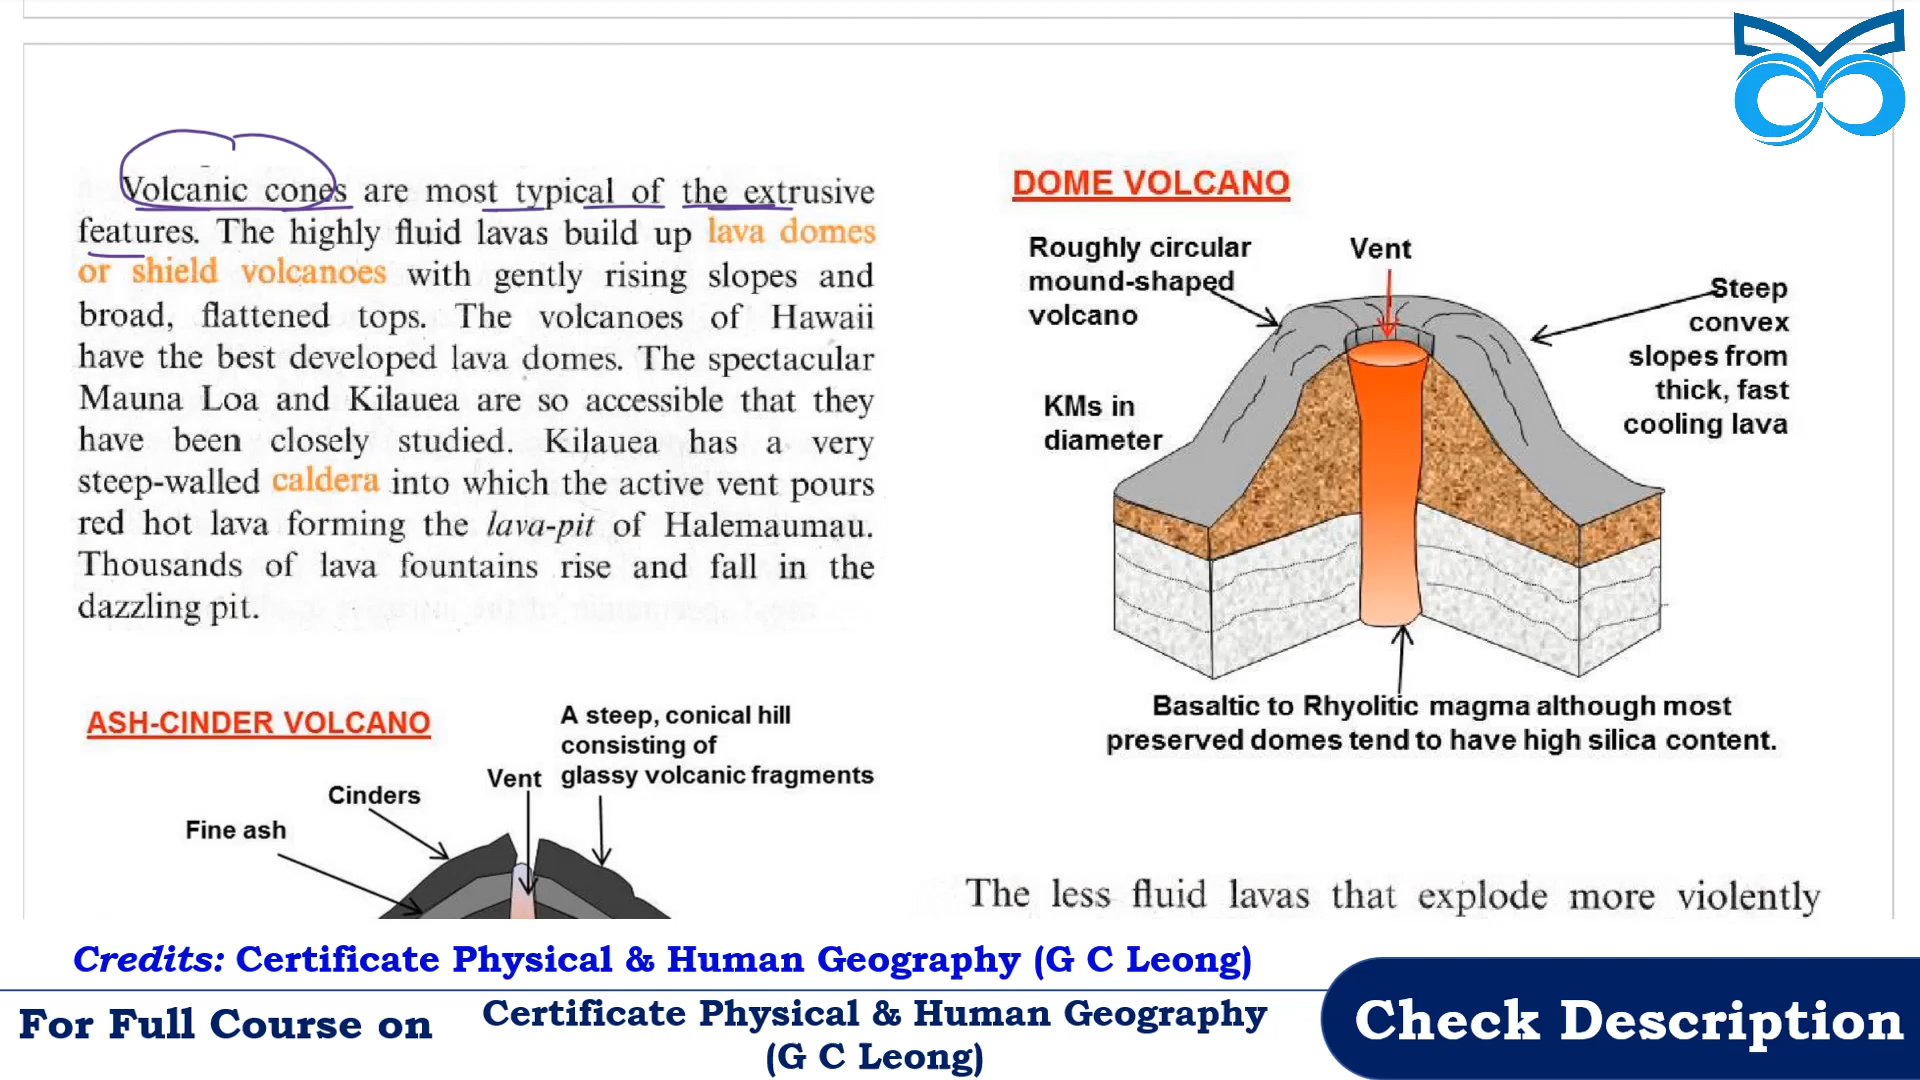 Volcanic cones are most typical of the extrusive
features. The highly fluid lavas build up lava domes
or shield volcanoes with gently rising slopes and
broad, flattened tops. The volcanoes of Hawaii
have the best developed lava domes. The spectacular
Mauna Loa and Kilauea are so accessible that they
have been closely studied. Kilauea has a very
steep-walled caldera into which the active vent pours
red hot lava forming the lava-pit of Halemaumau.
Thousands of lava fountains rise and fall in the
dazzling pit.
ASH-CINDER VOLCANO
A steep, conical hill
consisting of
glassy volcanic fragments
Vent
Cinders
Fine ash
DOME VOLCANO
Roughly circular
mound-shaped
volcano
Vent
Steep
convex
slopes from
thick, fast
cooling lava
KMs in
diameter
Basaltic to Rhyolitic magma although most
preserved domes tend to have high silica content.
The less fluid lavas that explode more violently
Credits: Certificate Physical & Human Geography (G C Leong)
For Full Course on
Certificate Physical & Human Geography
(G C Leong)
Check Description